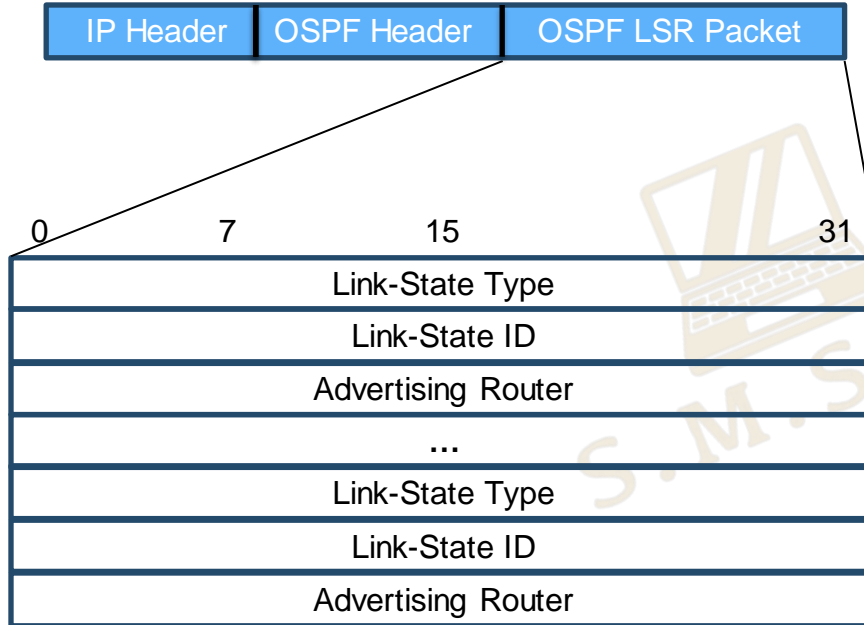 IP Header OSPF Header OSPF LSR Packet
0 7 15 31
Link-State Type
Link-State ID
Advertising Router
...
Link-State Type
Link-State ID
Advertising Router
S.M.S